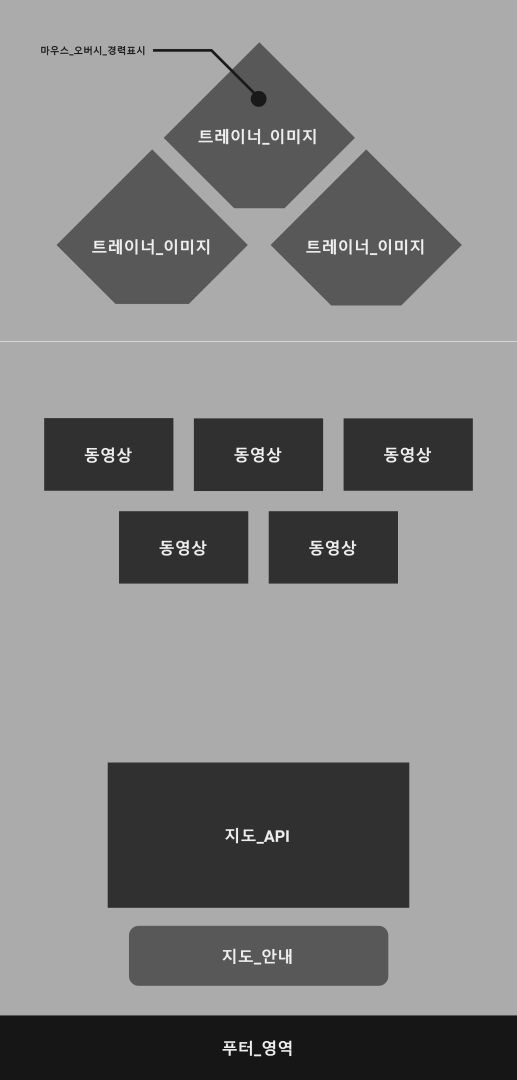 마우스_오버시_경력표시
트레이너_이미지
트레이너_이미지
트레이너_이미지
동영상
동영상
동영상
동영상
동영상
지도_API
지도_안내
푸터_영역